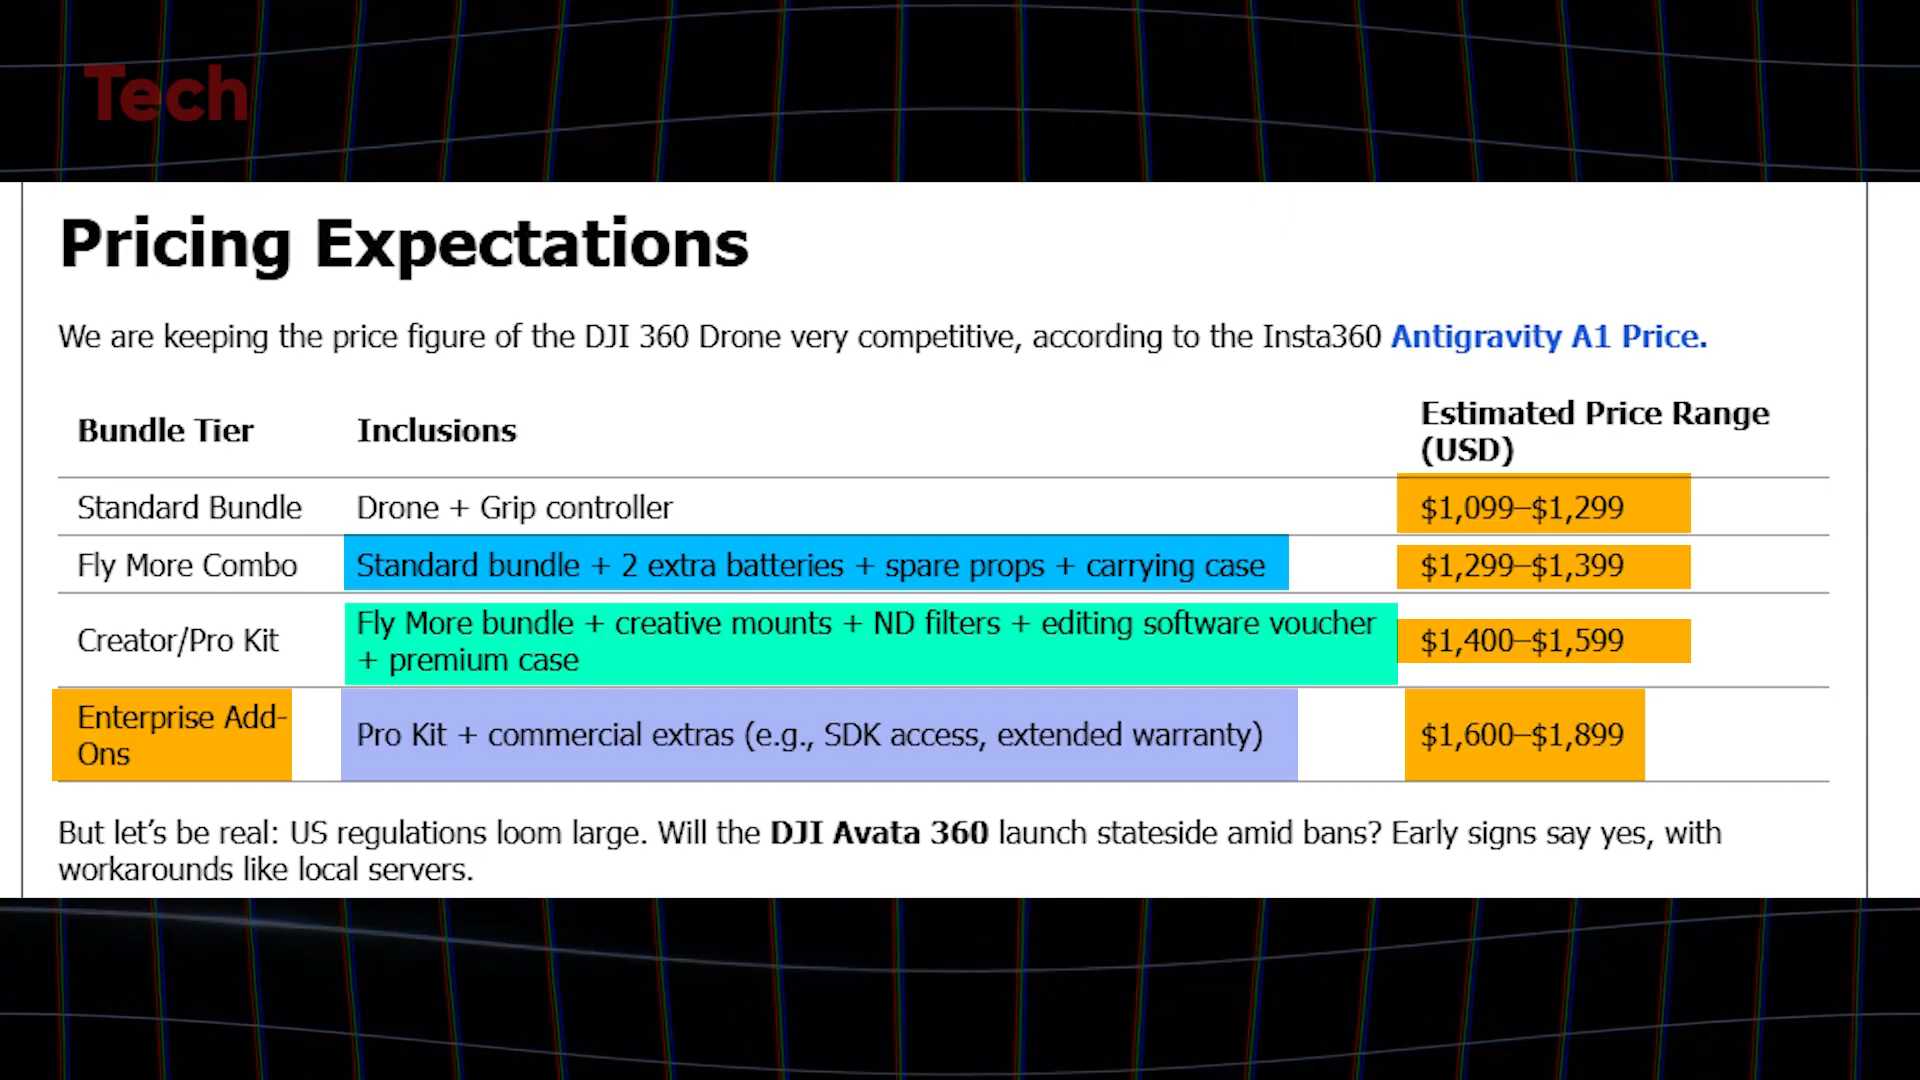 Tech
Pricing Expectations
We are keeping the price figure of the DJI 360 Drone very competitive, according to the Insta360 Antigravity A1 Price.
Bundle Tier
Inclusions
Estimated Price Range
(USD)
Standard Bundle
Drone + Grip controller
$1,099–$1,299
Fly More Combo
Standard bundle + 2 extra batteries + spare props + carrying case
$1,299–$1,399
Creator/Pro Kit
Fly More bundle + creative mounts + ND filters + editing software voucher
+ premium case
$1,400–$1,599
Enterprise Add-
Ons
Pro Kit + commercial extras (e.g., SDK access, extended warranty)
$1,600–$1,899
But let’s be real: US regulations loom large. Will the DJI Avata 360 launch stateside amid bans? Early signs say yes, with
workarounds like local servers.